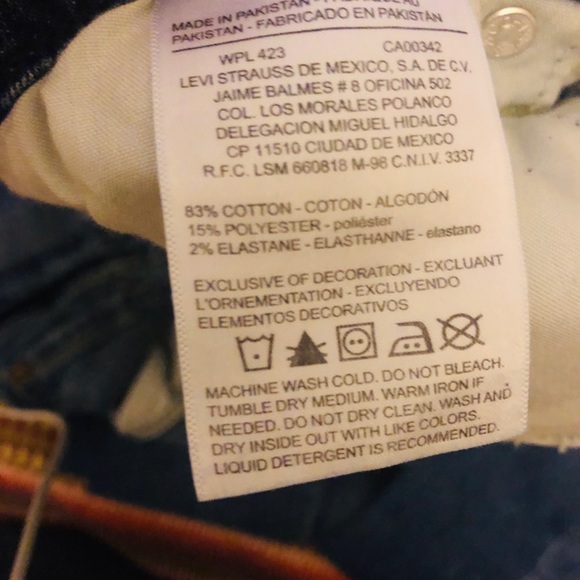 MADE IN PAKISTAN - FABRIQUÉ AU
PAKISTAN - FABRICADO EN PAKISTÁN
WPL 423 CA00342
LEVI STRAUSS DE MEXICO, S.A. DE C.V.
JAIME BALMES # 8 OFICINA 502
COL. LOS MORALES POLANCO
DELEGACION MIGUEL HIDALGO
CP 11510 CIUDAD DE MEXICO
R.F.C. LSM 660818 M-98 C.N.I.V. 3337
83% COTTON - COTON - ALGODÓN
15% POLYESTER - poliéster
2% ELASTANE - ELASTHANNE - elastano
EXCLUSIVE OF DECORATION - EXCLUANT
L'ORNEMENTATION - EXCLUYENDO
ELEMENTOS DECORATIVOS
MACHINE WASH COLD. DO NOT BLEACH.
TUMBLE DRY MEDIUM. WARM IRON IF
NEEDED. DO NOT DRY CLEAN. WASH AND
DRY INSIDE OUT WITH LIKE COLORS.
LIQUID DETERGENT IS RECOMMENDED.